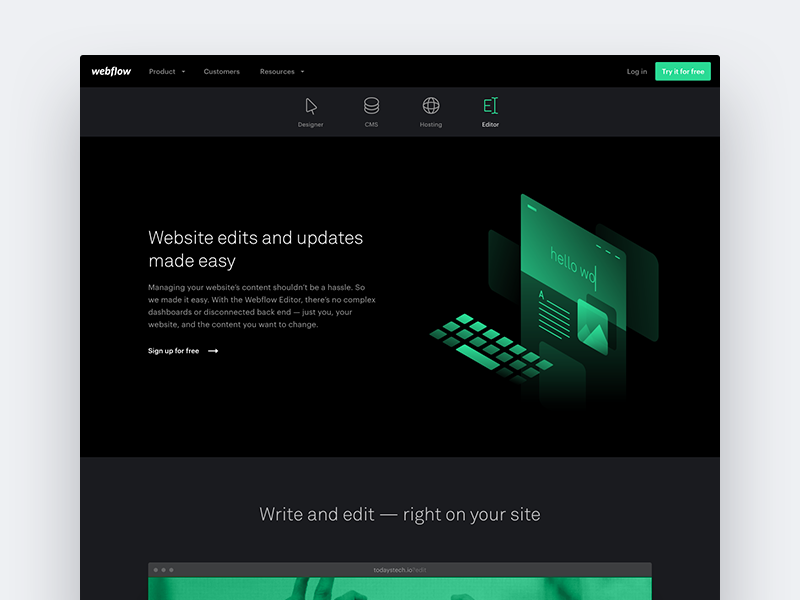 webflow Product Customers Resources Log in Try it for free
Designer CMS Hosting Editor
Website edits and updates
made easy
Managing your website's content shouldn't be a hassle. So
we made it easy. With the Webflow Editor, there's no complex
dashboards or disconnected back end — just you, your
website, and the content you want to change.
Sign up for free
hello wo
A
Write and edit — right on your site
todaystech.io?edit